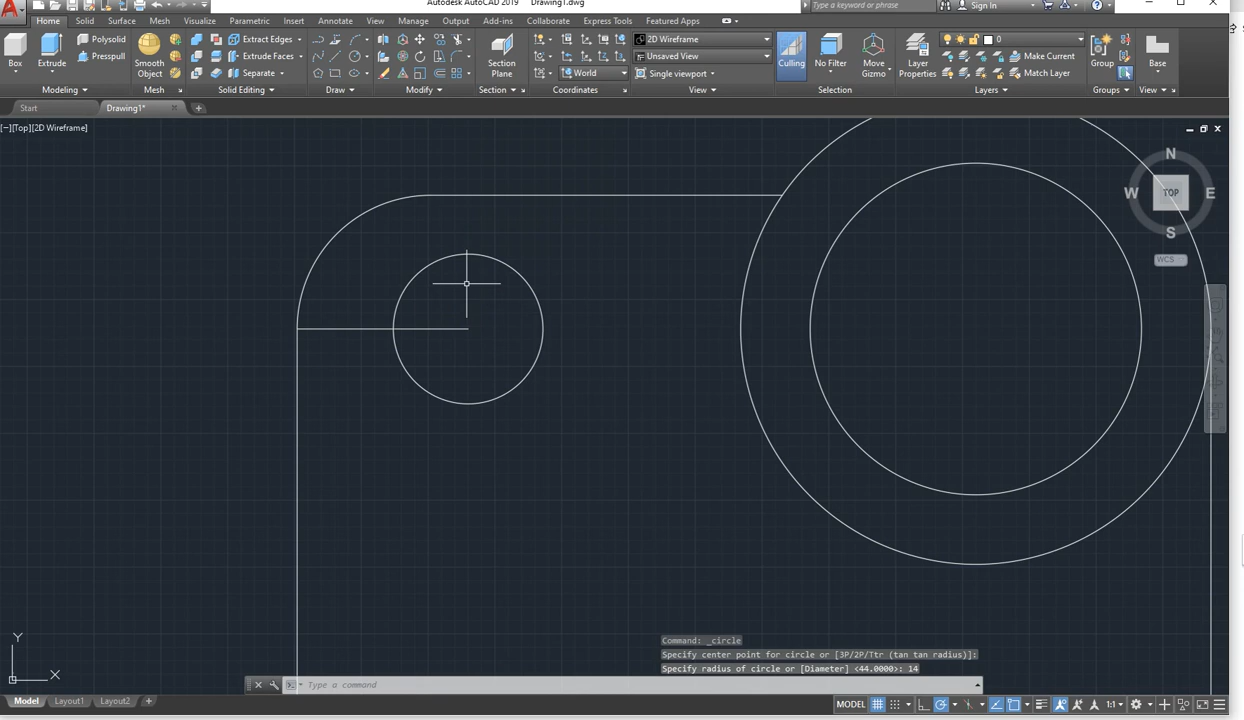 Autodesk AutoCAD 2019 Drawing1.dwg
Type a keyword or phrase
Sign In
Home Solid Surface Mesh Visualize Parametric Insert Annotate View Manage Output Add-ins Collaborate Express Tools Featured Apps
Polysolid
Presspull
Box
Extrude
Smooth
Object
Extract Edges
Extrude Faces
Separate
Section
Plane
World
2D Wireframe
Unsaved View
Single viewport
Culling
No Filter
Move
Gizmo
Layer
Properties
0
Make Current
Match Layer
Group
Base
Modeling Mesh Solid Editing Draw Modify Section Coordinates View Selection Layers Groups View
Start Drawing1*
[−][Top][2D Wireframe]
N
W TOP E
S
WCS
Y
X
Command: _circle
Specify center point for circle or [3P/2P/Ttr (tan tan radius)]:
Specify radius of circle or [Diameter] <44.0000>: 14
Type a command
Model Layout1 Layout2 +
MODEL 1:1